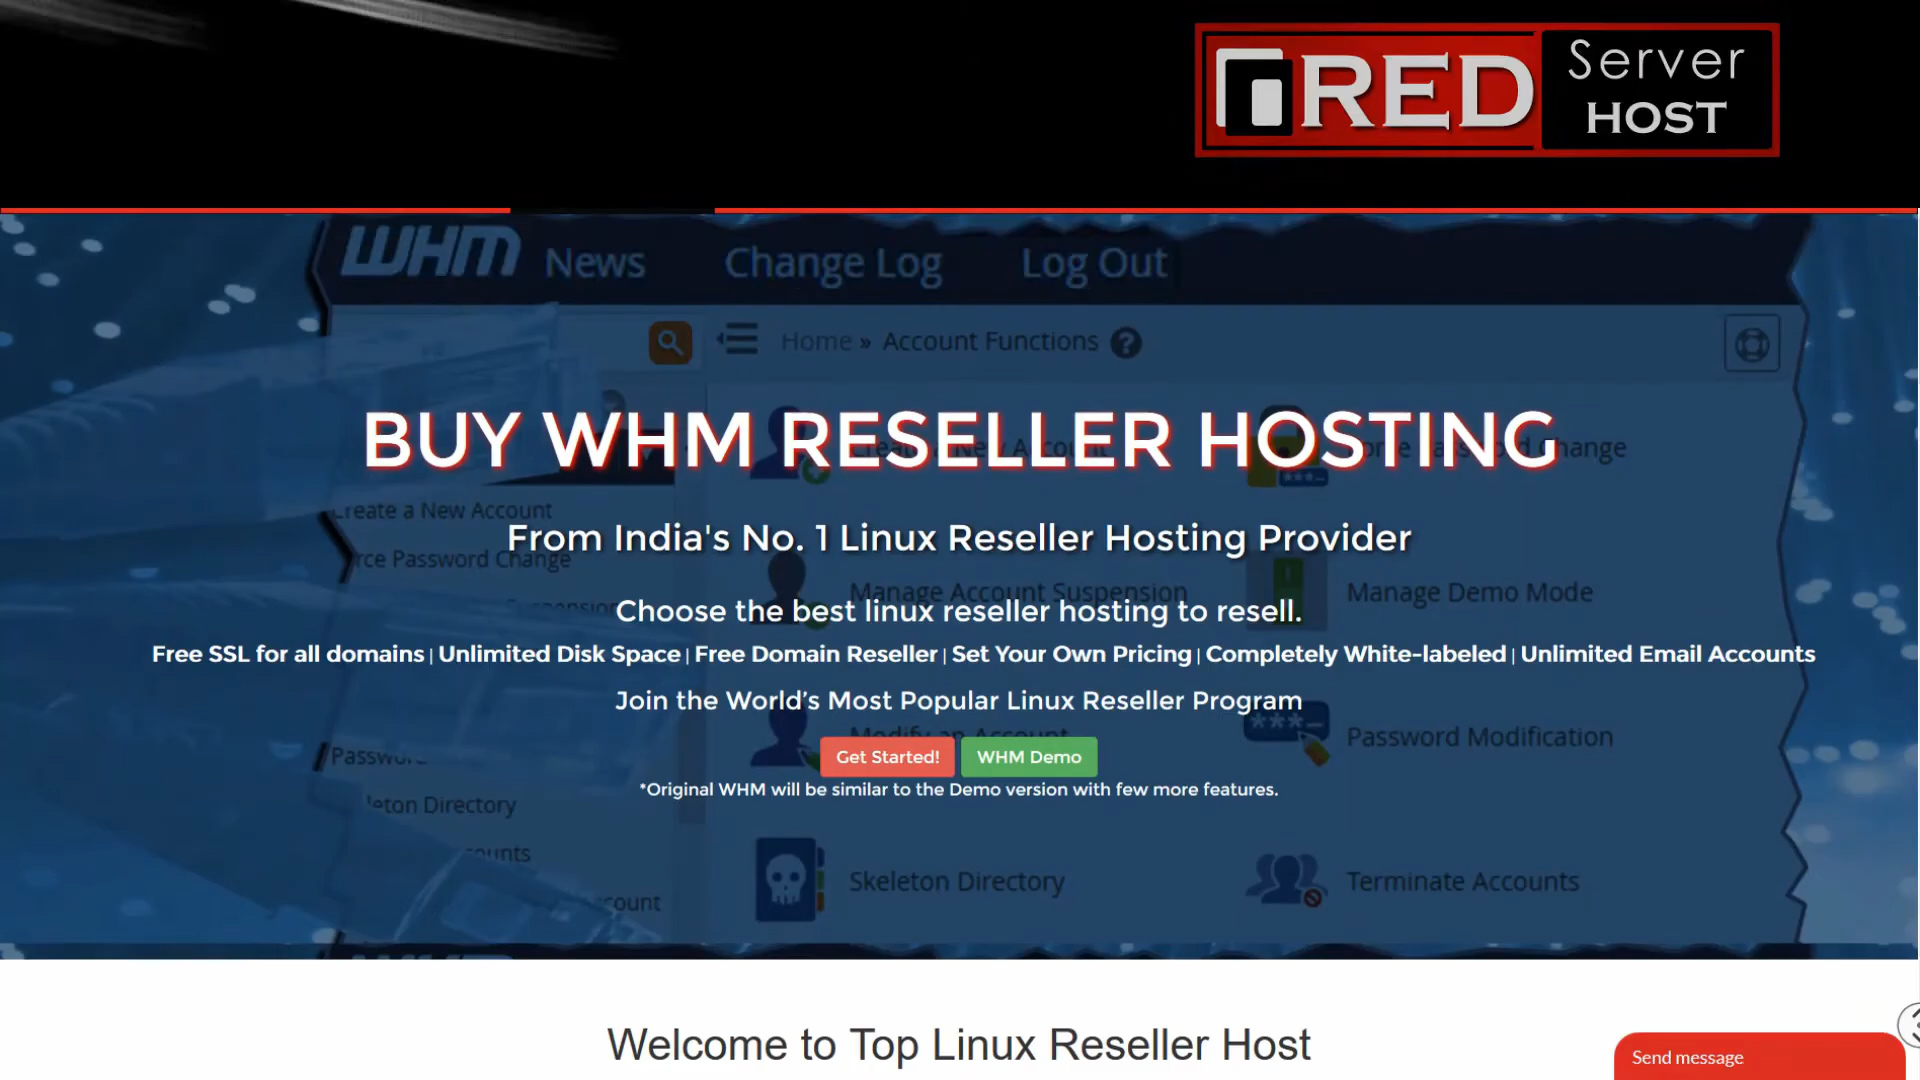 RED Server
HOST
WHM News Change Log Log Out
Home » Account Functions
BUY WHM RESELLER HOSTING
Create a New Account
From India's No. 1 Linux Reseller Hosting Provider
Password Change
Manage Account Suspension
Manage Demo Mode
Choose the best linux reseller hosting to resell.
Free SSL for all domains | Unlimited Disk Space | Free Domain Reseller | Set Your Own Pricing | Completely White-labeled | Unlimited Email Accounts
Join the World’s Most Popular Linux Reseller Program
Modify an Account
Password Modification
Get Started! WHM Demo
*Original WHM will be similar to the Demo version with few more features.
Directory
Skeleton Directory
Terminate Accounts
Welcome to Top Linux Reseller Host
Send message